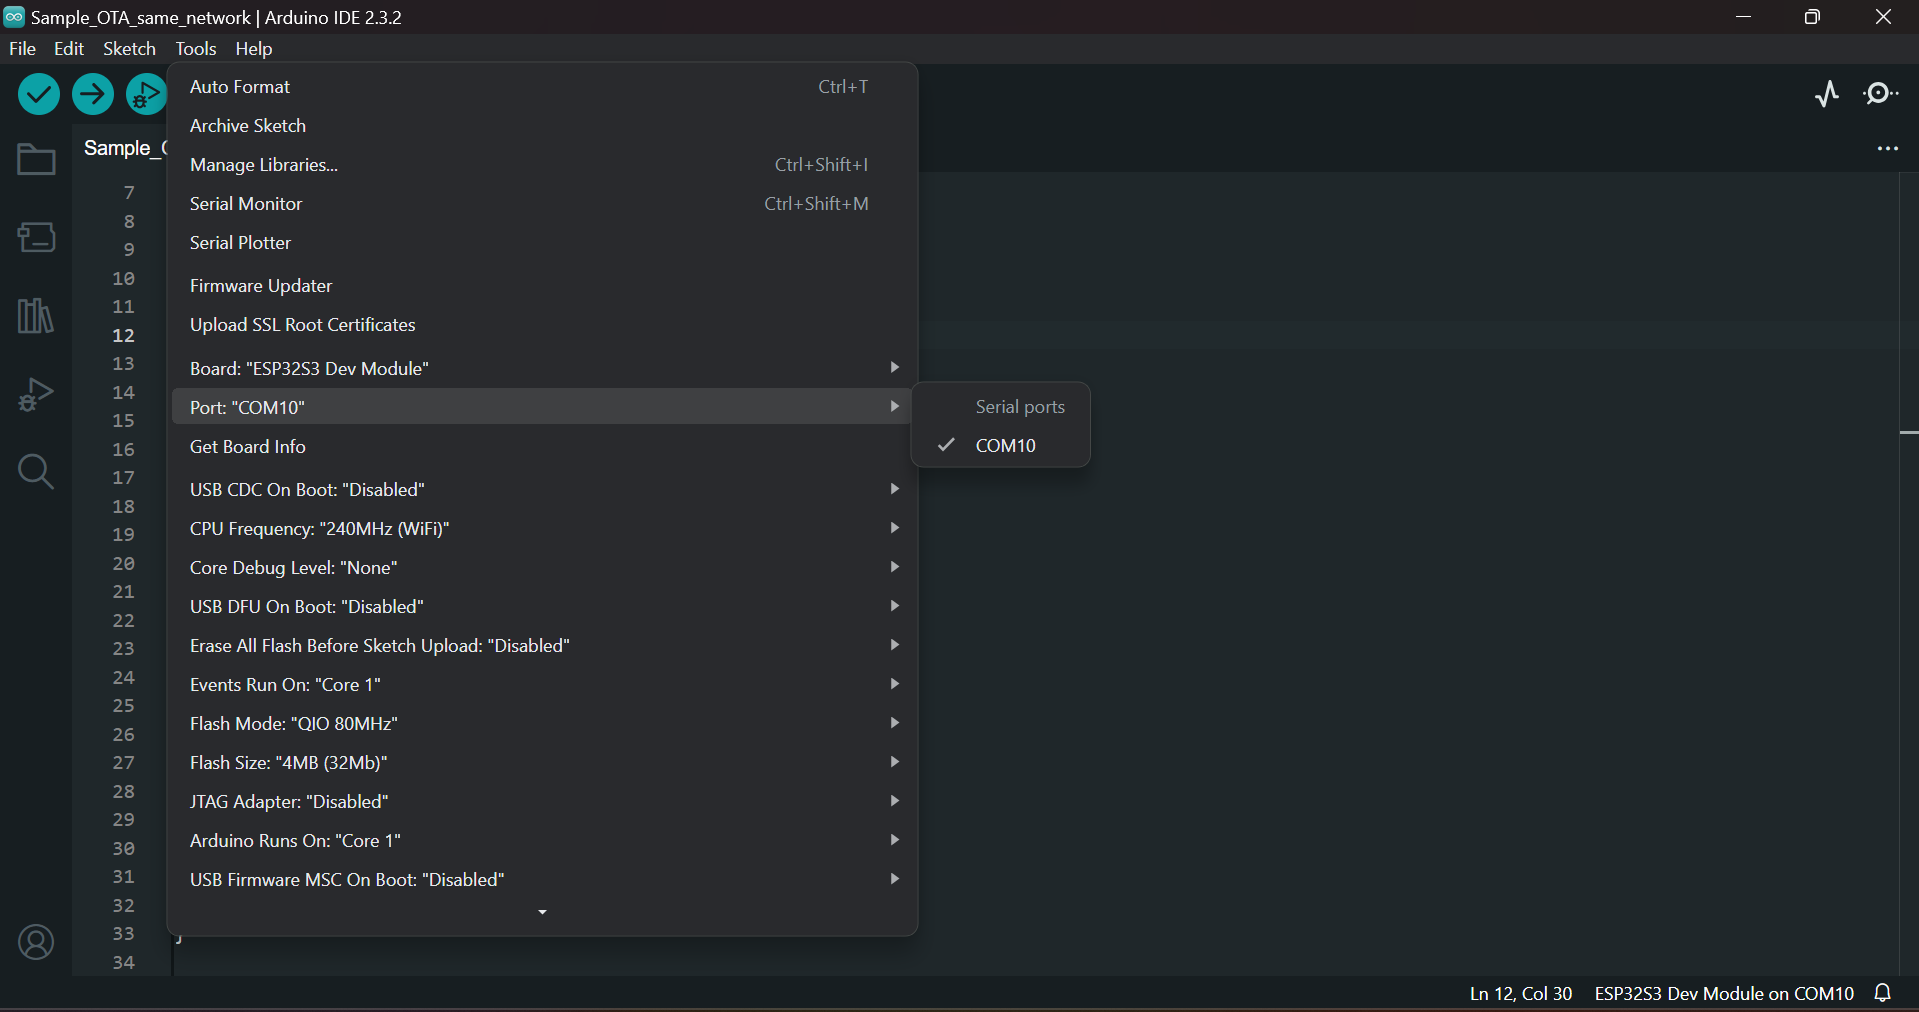 Sample_OTA_same_network | Arduino IDE 2.3.2
File Edit Sketch Tools Help
Sample_
Auto Format Ctrl+T
Archive Sketch
Manage Libraries... Ctrl+Shift+I
Serial Monitor Ctrl+Shift+M
Serial Plotter
Firmware Updater
Upload SSL Root Certificates
Board: "ESP32S3 Dev Module"
Port: "COM10"
Get Board Info
USB CDC On Boot: "Disabled"
CPU Frequency: "240MHz (WiFi)"
Core Debug Level: "None"
USB DFU On Boot: "Disabled"
Erase All Flash Before Sketch Upload: "Disabled"
Events Run On: "Core 1"
Flash Mode: "QIO 80MHz"
Flash Size: "4MB (32Mb)"
JTAG Adapter: "Disabled"
Arduino Runs On: "Core 1"
USB Firmware MSC On Boot: "Disabled"
Serial ports
COM10
7
8
9
10
11
12
13
14
15
16
17
18
19
20
21
22
23
24
25
26
27
28
29
30
31
32
33
34
Ln 12, Col 30 ESP32S3 Dev Module on COM10